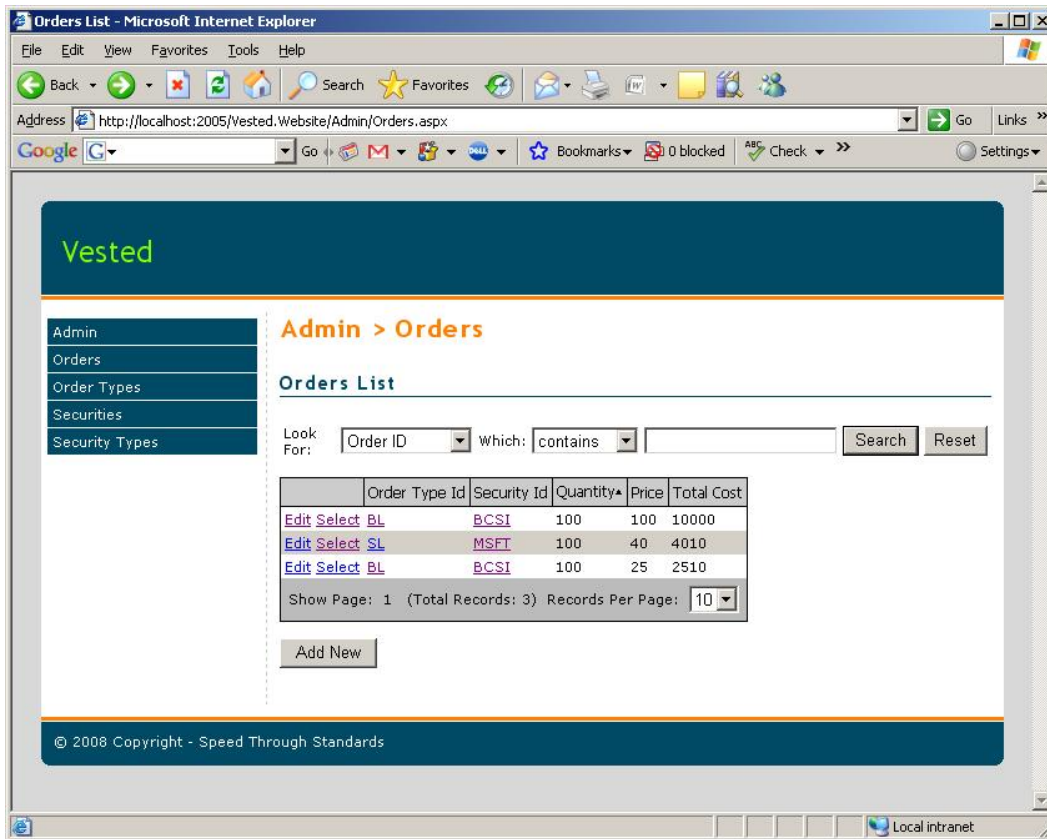 Orders List - Microsoft Internet Explorer
File Edit View Favorites Tools Help
Back Search Favorites
Address http://localhost:2005/Vested.Website/Admin/Orders.aspx Go Links »
Google G Go Bookmarks 0 blocked ABC Check » Settings
Vested
Admin
Orders
Order Types
Securities
Security Types
Admin > Orders
Orders List
Look For: Order ID Which: contains Search Reset
Order Type Id Security Id Quantity Price Total Cost
Edit Select BL BCSI 100 100 10000
Edit Select SL MSFT 100 40 4010
Edit Select BL BCSI 100 25 2510
Show Page: 1 (Total Records: 3) Records Per Page: 10
Add New
© 2008 Copyright - Speed Through Standards
Local intranet